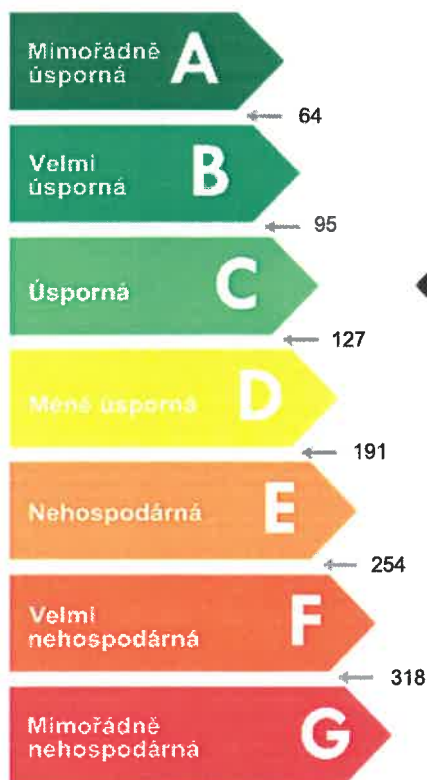 Mimořádně
úsporná
A
64
Velmi
úsporná
B
95
Úsporná
C
127
Méně úsporná
D
191
Nehospodárná
E
254
Velmi
nehospodárná
F
318
Mimořádně
nehospodárná
G